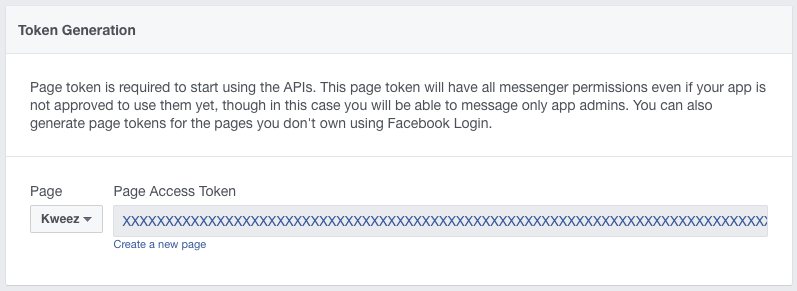 Token Generation
Page token is required to start using the APIs. This page token will have all messenger permissions even if your app is
not approved to use them yet, though in this case you will be able to message only app admins. You can also
generate page tokens for the pages you don't own using Facebook Login.
Page Page Access Token
Kweez XXXXXXXXXXXXXXXXXXXXXXXXXXXXXXXXXXXXXXXXXXXXXXXXXXXXXXXXXXXXXXXXXXXXXXXXXXX
Create a new page